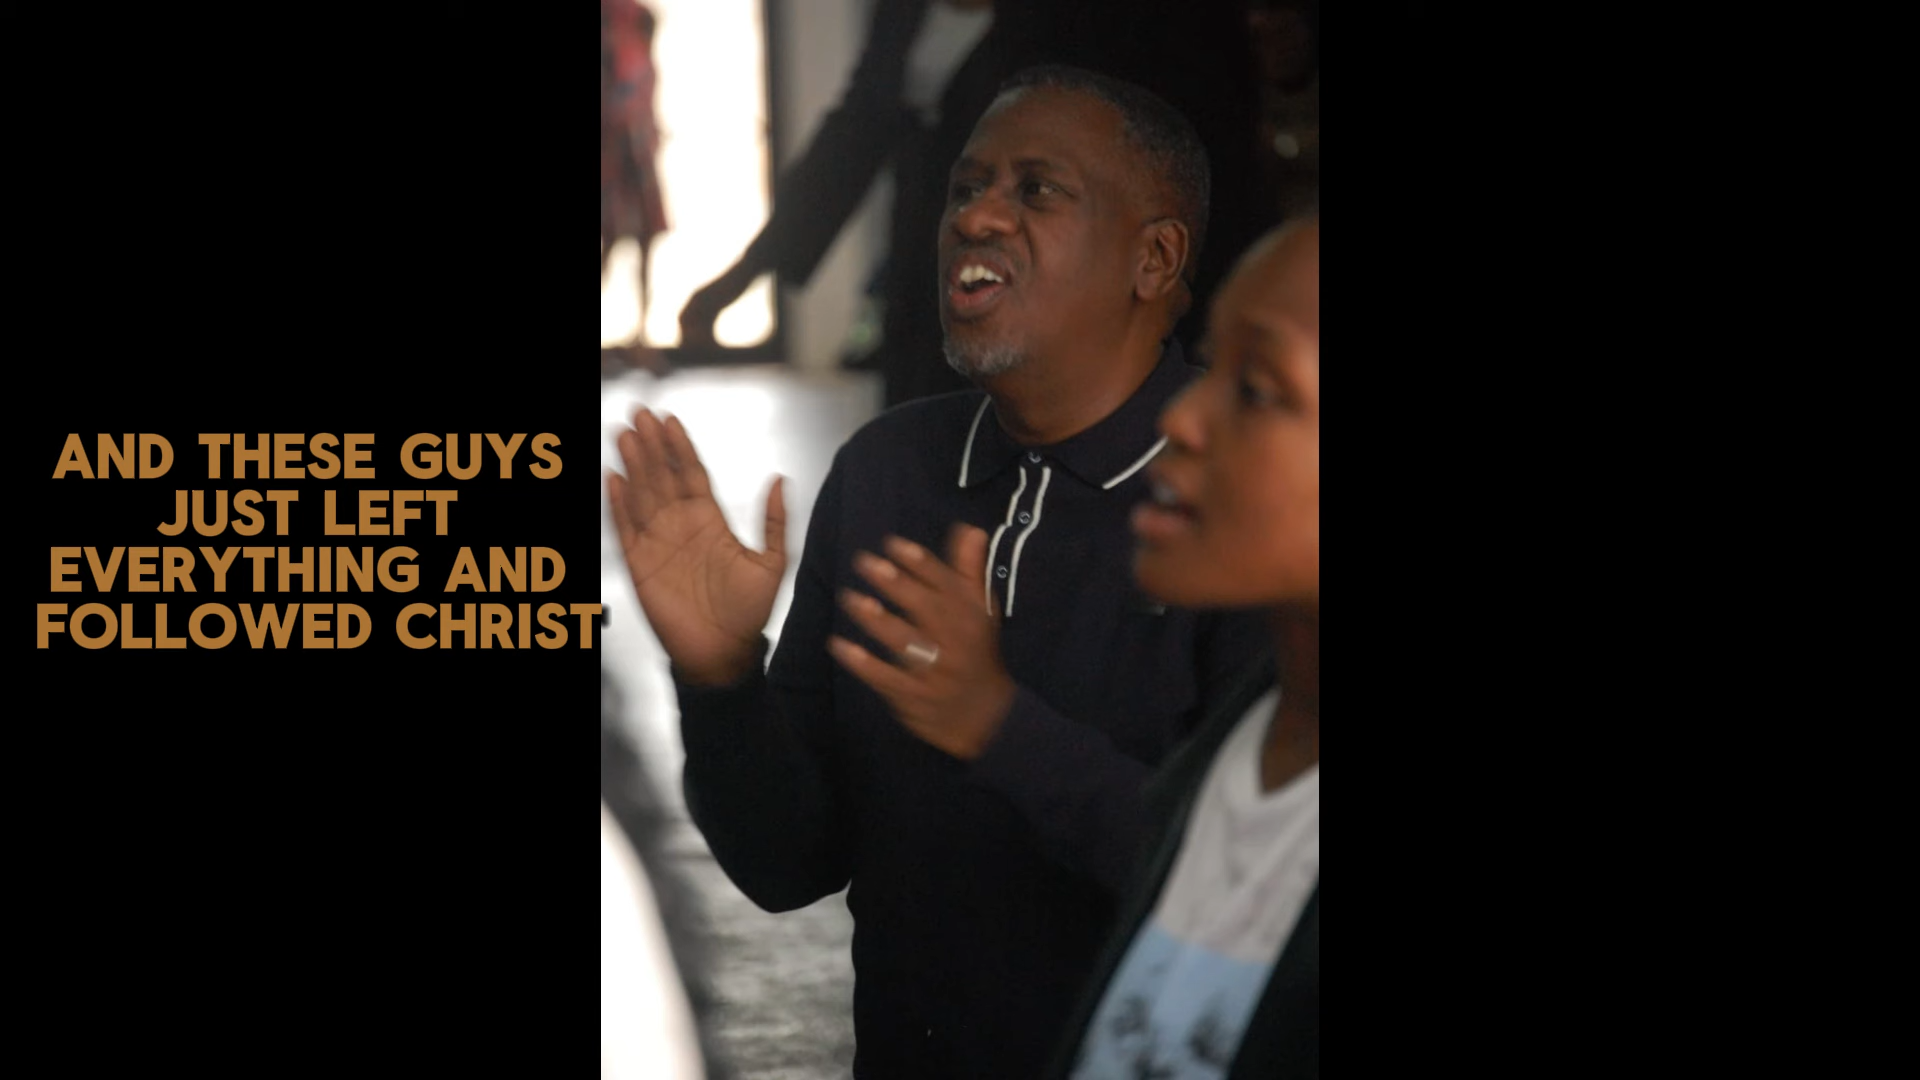 AND THESE GUYS
JUST LEFT
EVERYTHING AND
FOLLOWED CHRIST